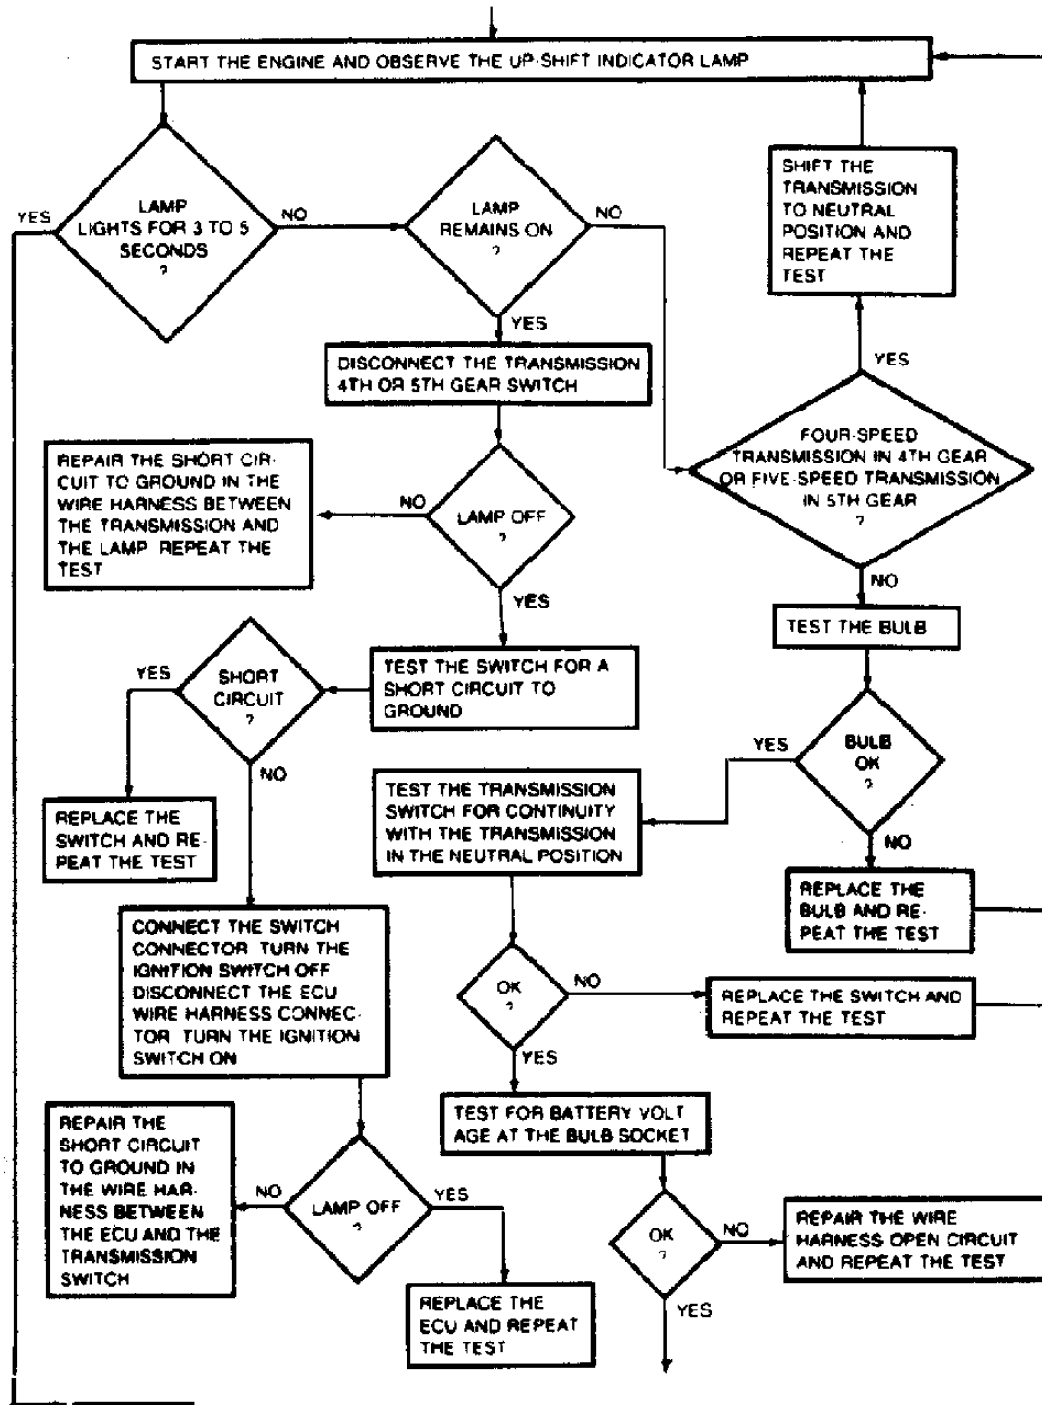 START THE ENGINE AND OBSERVE THE UP-SHIFT INDICATOR LAMP
LAMP
LIGHTS FOR 3 TO 5
SECONDS
?
YES
NO
LAMP
REMAINS ON
?
NO
YES
SHIFT THE
TRANSMISSION
TO NEUTRAL
POSITION AND
REPEAT THE
TEST
YES
DISCONNECT THE TRANSMISSION
4TH OR 5TH GEAR SWITCH
FOUR-SPEED
TRANSMISSION IN 4TH GEAR
OR FIVE-SPEED TRANSMISSION
IN 5TH GEAR
?
NO
REPAIR THE SHORT CIR-
CUIT TO GROUND IN THE
WIRE HARNESS BETWEEN
THE TRANSMISSION AND
THE LAMP REPEAT THE
TEST
NO
LAMP OFF
?
YES
TEST THE BULB
YES
SHORT
CIRCUIT
?
NO
TEST THE SWITCH FOR A
SHORT CIRCUIT TO
GROUND
YES
BULB
OK
?
NO
REPLACE THE
SWITCH AND RE-
PEAT THE TEST
TEST THE TRANSMISSION
SWITCH FOR CONTINUITY
WITH THE TRANSMISSION
IN THE NEUTRAL POSITION
REPLACE THE
BULB AND RE-
PEAT THE TEST
CONNECT THE SWITCH
CONNECTOR TURN THE
IGNITION SWITCH OFF
DISCONNECT THE ECU
WIRE HARNESS CONNEC-
TOR TURN THE IGNITION
SWITCH ON
OK
?
NO
YES
REPLACE THE SWITCH AND
REPEAT THE TEST
TEST FOR BATTERY VOLT
AGE AT THE BULB SOCKET
REPAIR THE
SHORT CIRCUIT
TO GROUND IN
THE WIRE HAR-
NESS BETWEEN
THE ECU AND THE
TRANSMISSION
SWITCH
NO
LAMP OFF
?
YES
OK
?
NO
YES
REPAIR THE WIRE
HARNESS OPEN CIRCUIT
AND REPEAT THE TEST
REPLACE THE
ECU AND REPEAT
THE TEST